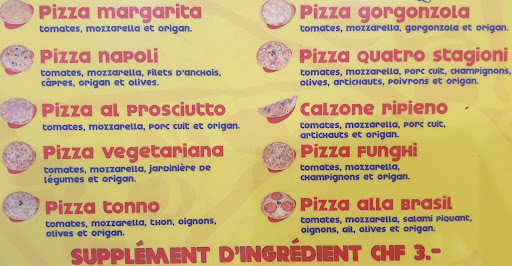 Pizza margarita
tomates, mozzarella et origan.
Pizza napoli
tomates, mozzarella, filets d'anchois,
câpres, origan et olives.
Pizza al prosciutto
tomates, mozzarella, porc cuit et origan.
Pizza vegetariana
tomates, mozzarella, jardinière de
légumes et origan.
Pizza tonno
tomates, mozzarella, thon, oignons,
olives et origan.
Pizza gorgonzola
tomates, mozzarella, gorgonzola et origan.
Pizza quatro stagioni
tomates, mozzarella, porc cuit, champignons,
olives, artichauts, poivrons et origan.
Calzone ripieno
tomates, mozzarella, porc cuit,
artichauts et origan.
Pizza funghi
tomates, mozzarella,
champignons et origan.
Pizza alla brasil
tomates, mozzarella, salami piquant,
oignons, ail, olives et origan.
SUPPLÉMENT D'INGRÉDIENT CHF 3.-